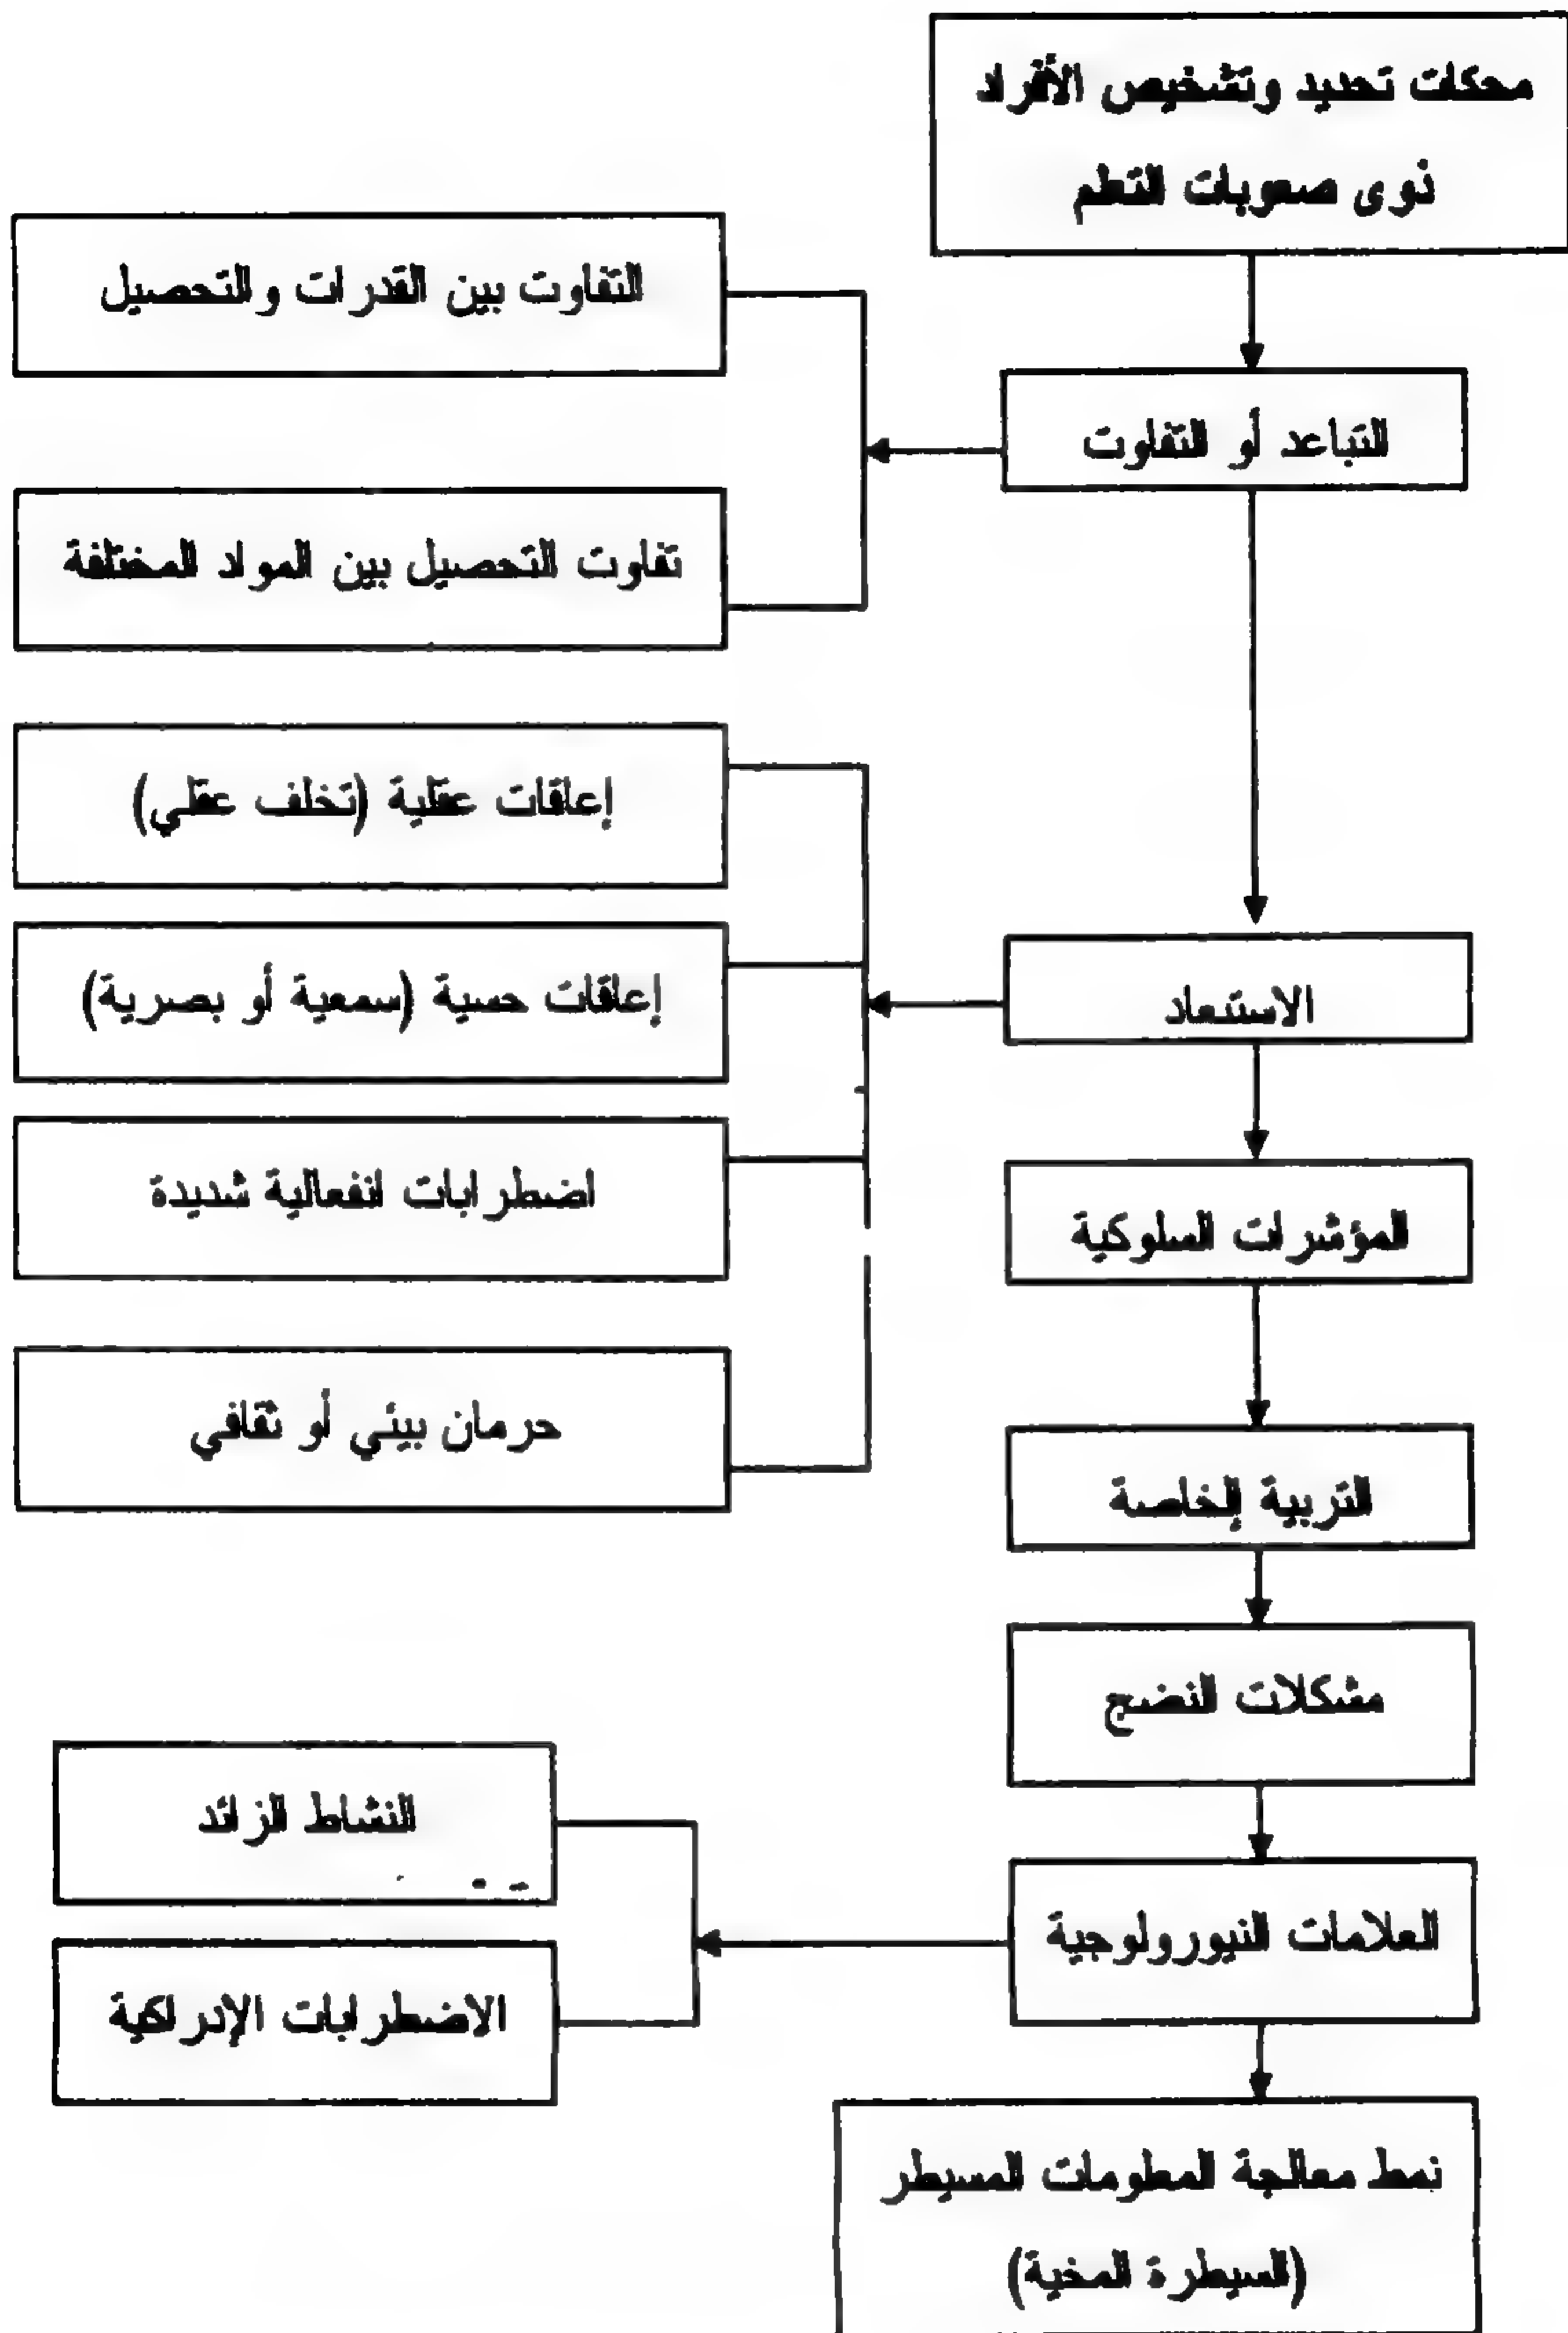 محكات تحديد وتشخيص الأفراد
ذوى صعوبات التعلم
التباعد أو التفاوت
التفاوت بين القدرات والتحصيل
تفاوت التحصيل بين المواد المختلفة
الاستبعاد
إعاقات عقلية (تخلف عقلي)
إعاقات حسية (سمعية أو بصرية)
اضطرابات انفعالية شديدة
حرمان بيئي أو ثقافي
المؤشرات السلوكية
التربية الخاصة
مشكلات النضج
العلامات النيورولوجية
النشاط الزائد
الاضطرابات الإدراكية
نمط معالجة المعلومات المسيطر
(السيطرة المخية)